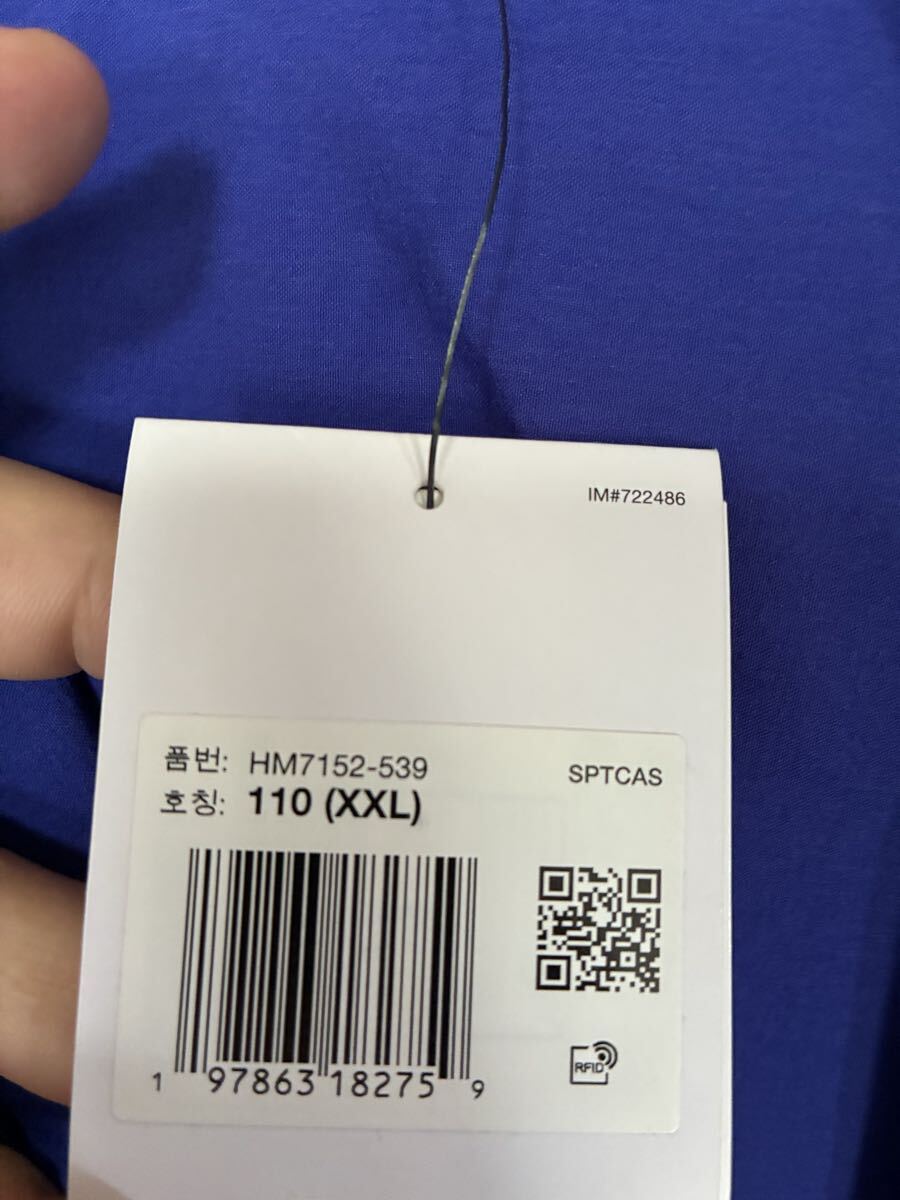 IM#722486
품번: HM7152-539
SPTCAS
호칭: 110 (XXL)
1 97863 18275 9
RFID